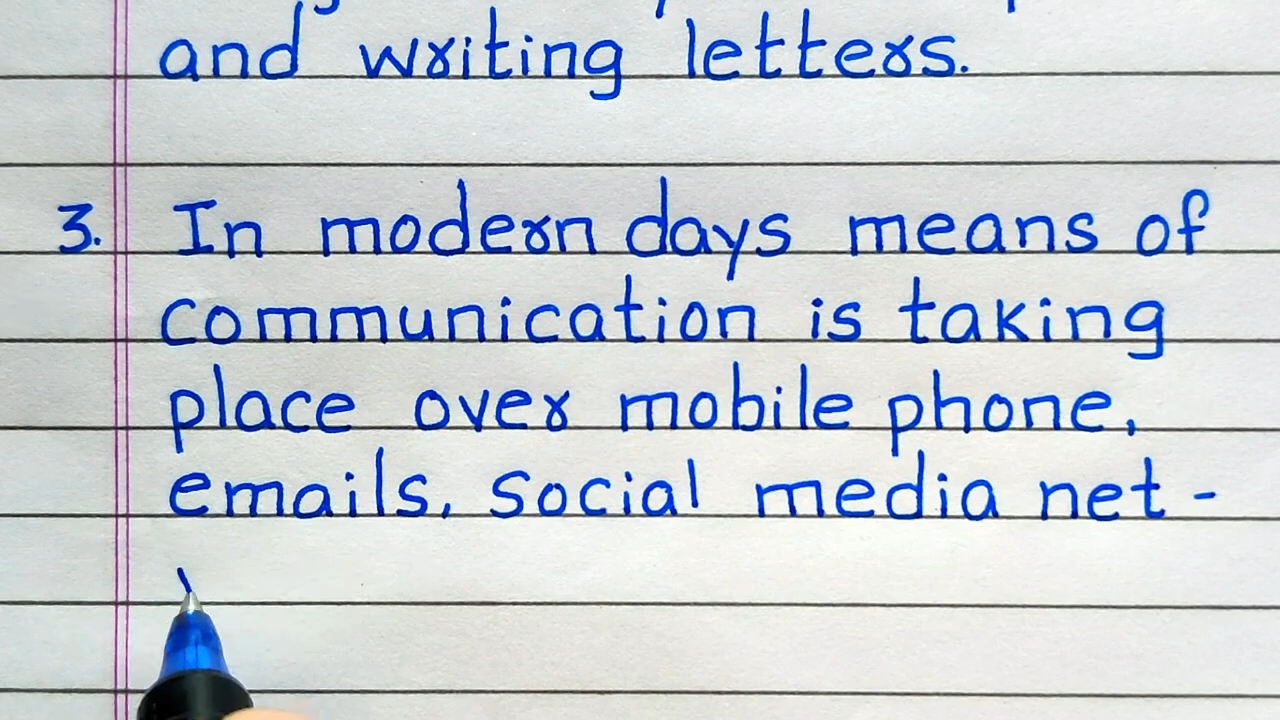 and writing letters.
3. In modern days means of
communication is taking
place over mobile phone,
emails, social media net-